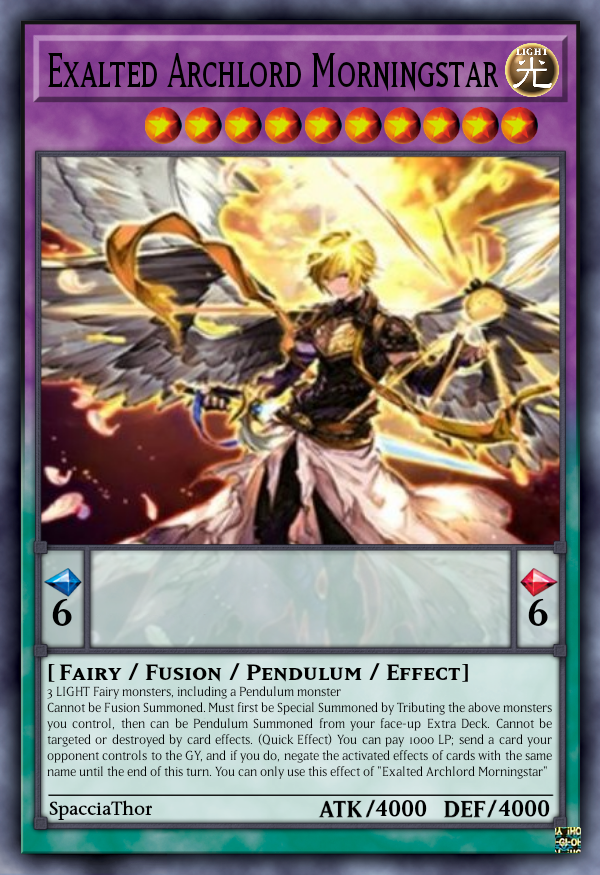 Exalted Archlord Morningstar
LIGHT
光
6
6
[ Fairy / Fusion / Pendulum / Effect]
3 LIGHT Fairy monsters, including a Pendulum monster
Cannot be Fusion Summoned. Must first be Special Summoned by Tributing the above monsters
you control, then can be Pendulum Summoned from your face-up Extra Deck. Cannot be
targeted or destroyed by card effects. (Quick Effect) You can pay 1000 LP; send a card your
opponent controls to the GY, and if you do, negate the activated effects of cards with the same
name until the end of this turn. You can only use this effect of "Exalted Archlord Morningstar"
SpacciaThor
ATK/4000 DEF/4000